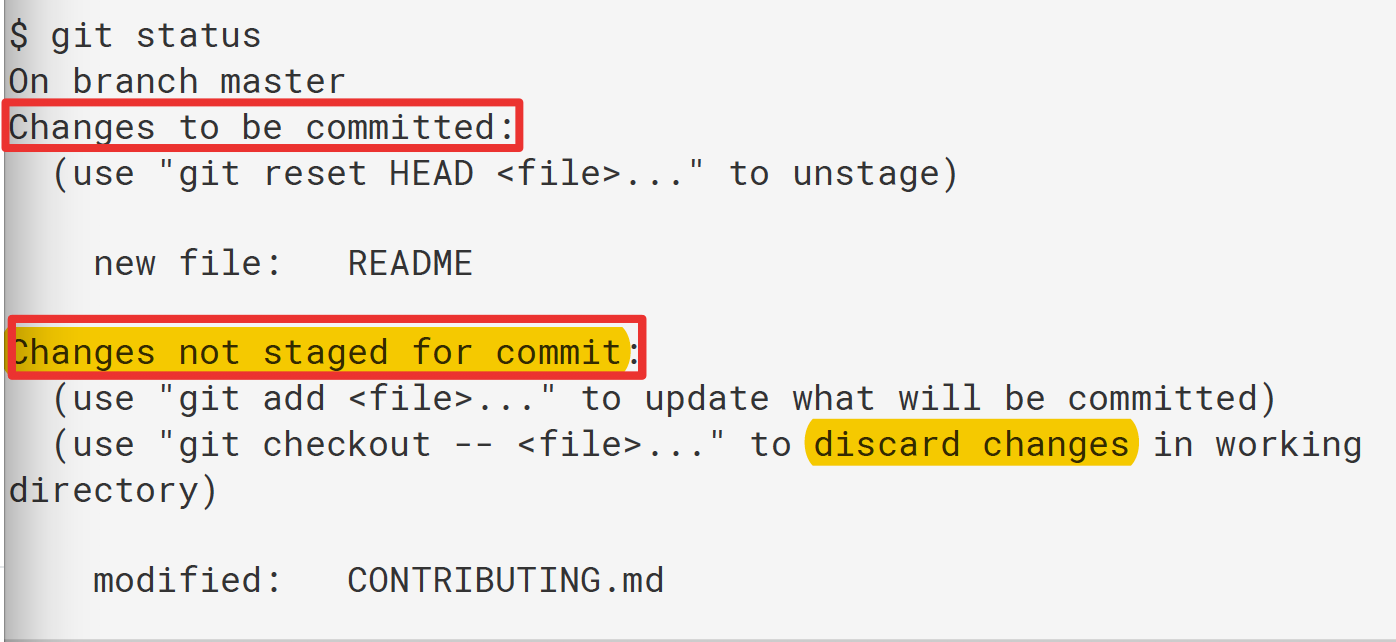 $ git status
On branch master
Changes to be committed:
  (use "git reset HEAD <file>..." to unstage)

    new file:   README

Changes not staged for commit:
  (use "git add <file>..." to update what will be committed)
  (use "git checkout -- <file>..." to discard changes in working
directory)

    modified:   CONTRIBUTING.md